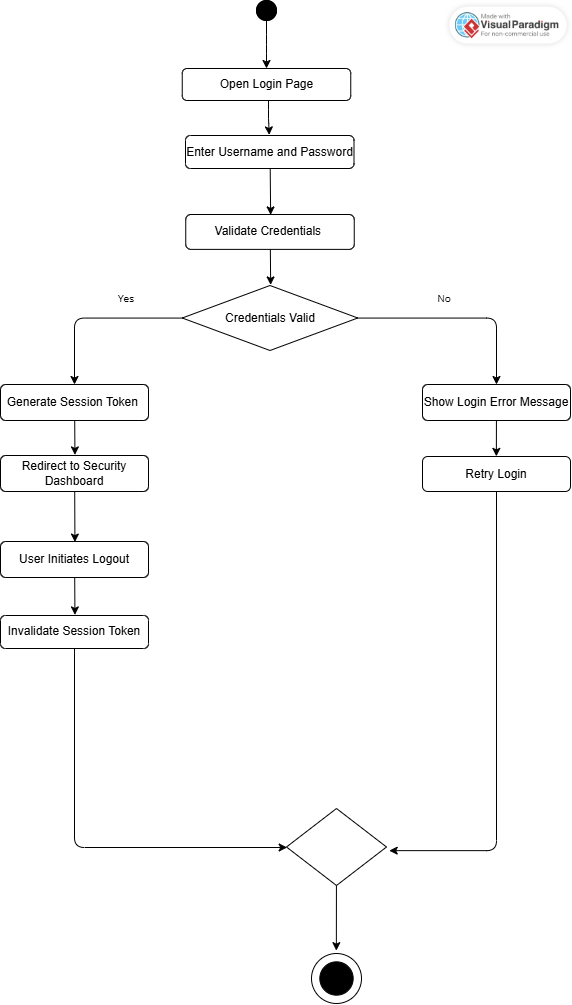 Made with
VisualParadigm
For non-commercial use
Open Login Page
Enter Username and Password
Validate Credentials
Yes
No
Credentials Valid
Generate Session Token
Show Login Error Message
Redirect to Security
Dashboard
Retry Login
User Initiates Logout
Invalidate Session Token